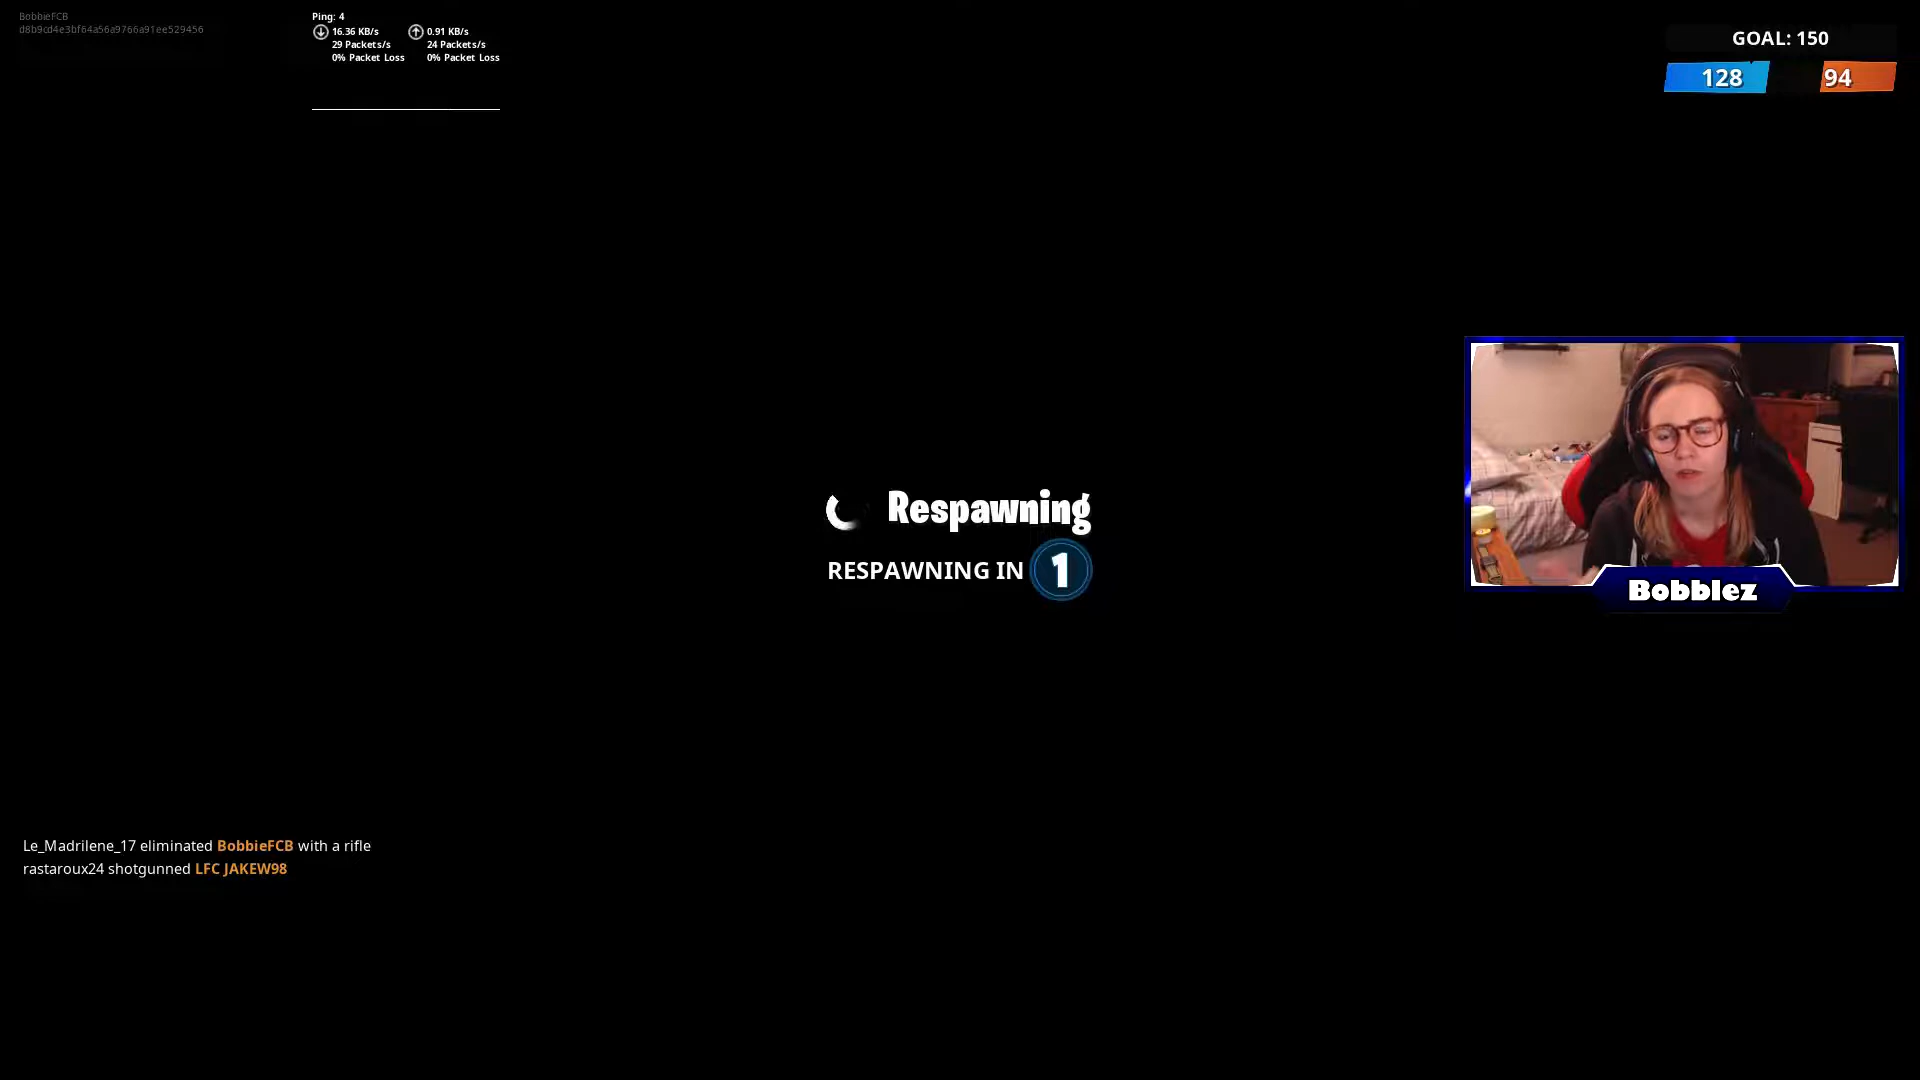 BobbieFCB
d8b9cd4e3bf64a56a9766a91ee529456
Ping: 4
16.36 KB/s 0.91 KB/s
29 Packets/s 24 Packets/s
0% Packet Loss 0% Packet Loss
GOAL: 150
128 94
Respawning
RESPAWNING IN 1
Bobblez
Le_Madrilene_17 eliminated BobbieFCB with a rifle
rastaroux24 shotgunned LFC JAKEW98